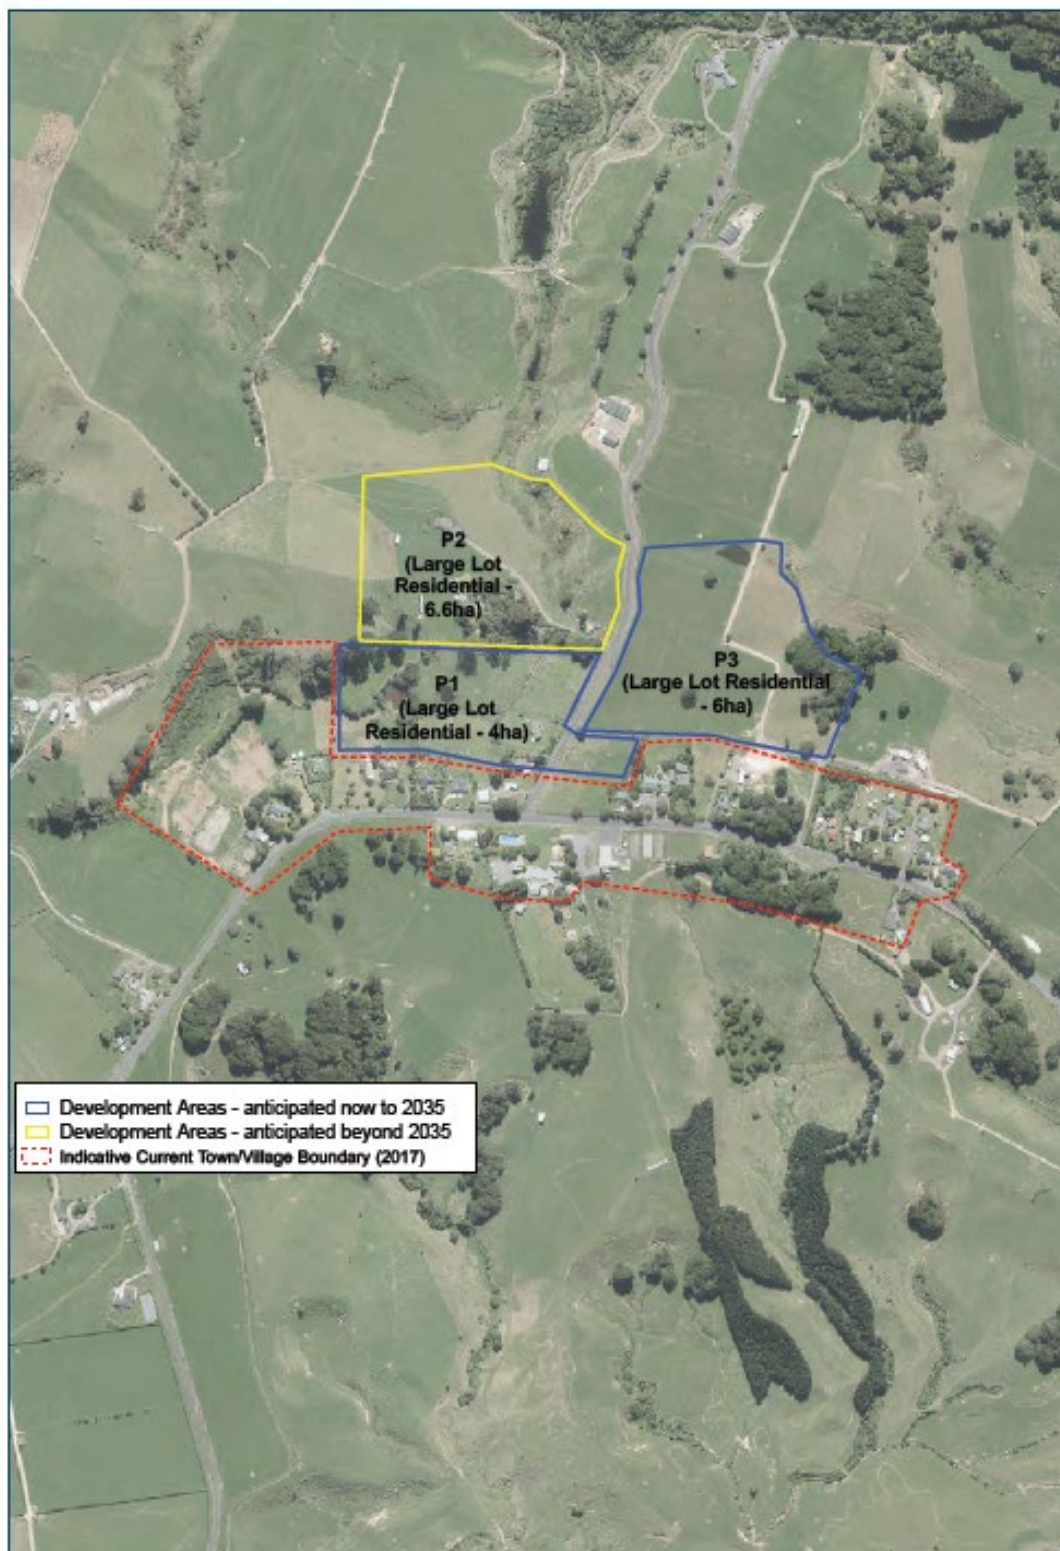 P2
(Large Lot
Residential -
6.6ha)
P1
(Large Lot
Residential - 4ha)
P3
(Large Lot Residential
- 6ha)
Development Areas - anticipated now to 2035
Development Areas - anticipated beyond 2035
Indicative Current Town/Village Boundary (2017)